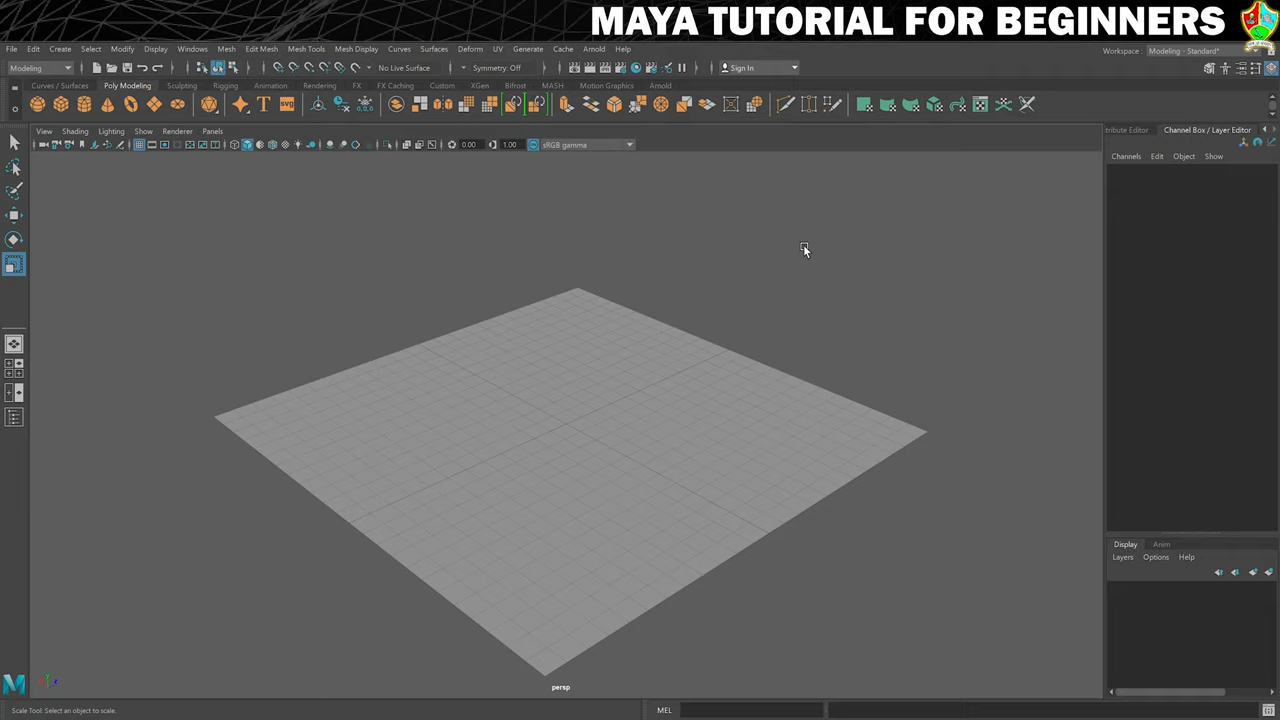 MAYA TUTORIAL FOR BEGINNERS
File Edit Create Select Modify Display Windows Mesh Edit Mesh Mesh Tools Mesh Display Curves Surfaces Deform UV Generate Cache Arnold Help
Workspace : Modeling - Standard*
Modeling
No Live Surface
Symmetry: Off
Sign In
Curves / Surfaces Poly Modeling Sculpting Rigging Animation Rendering FX FX Caching Custom XGen Bifrost MASH Motion Graphics Arnold
T svg
View Shading Lighting Show Renderer Panels
tribute Editor Channel Box / Layer Editor
0.00 1.00 sRGB gamma
Channels Edit Object Show
Display Anim
Layers Options Help
persp
Scale Tool: Select an object to scale.
MEL